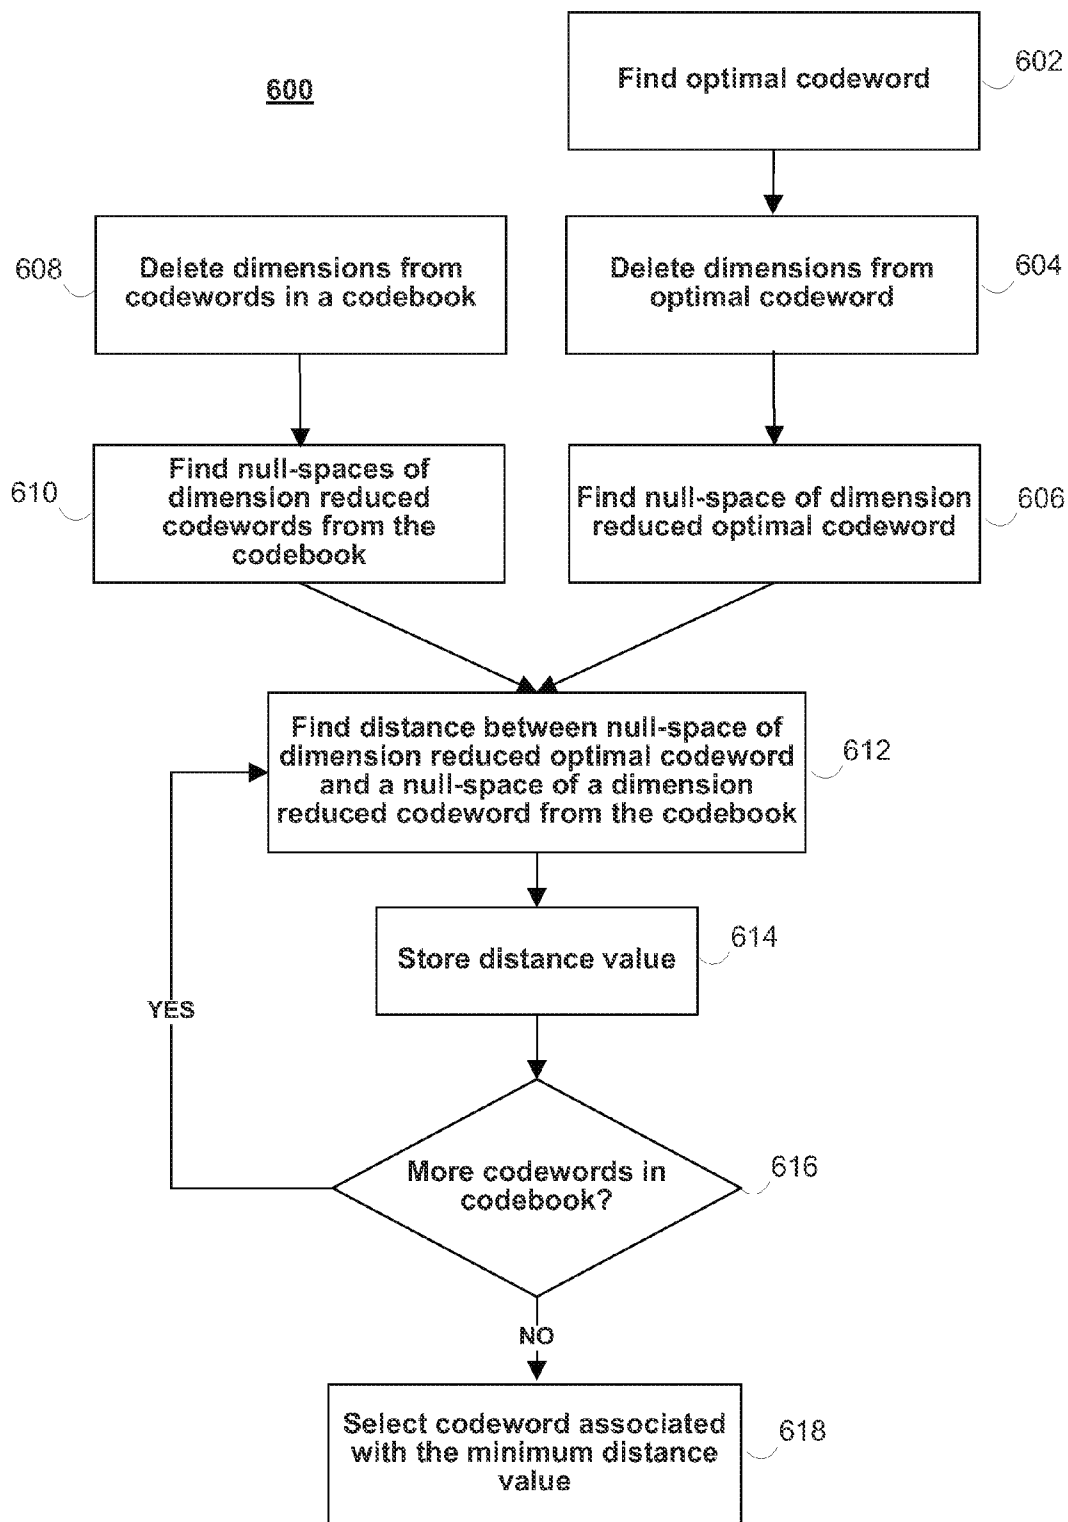 600
Find optimal codeword
602
608
Delete dimensions from
codewords in a codebook
Delete dimensions from
optimal codeword
604
610
Find null-spaces of
dimension reduced
codewords from the
codebook
Find null-space of dimension
reduced optimal codeword
606
Find distance between null-space of
dimension reduced optimal codeword
and a null-space of a dimension
reduced codeword from the codebook
612
Store distance value
614
YES
More codewords in
codebook?
616
NO
Select codeword associated
with the minimum distance
value
618